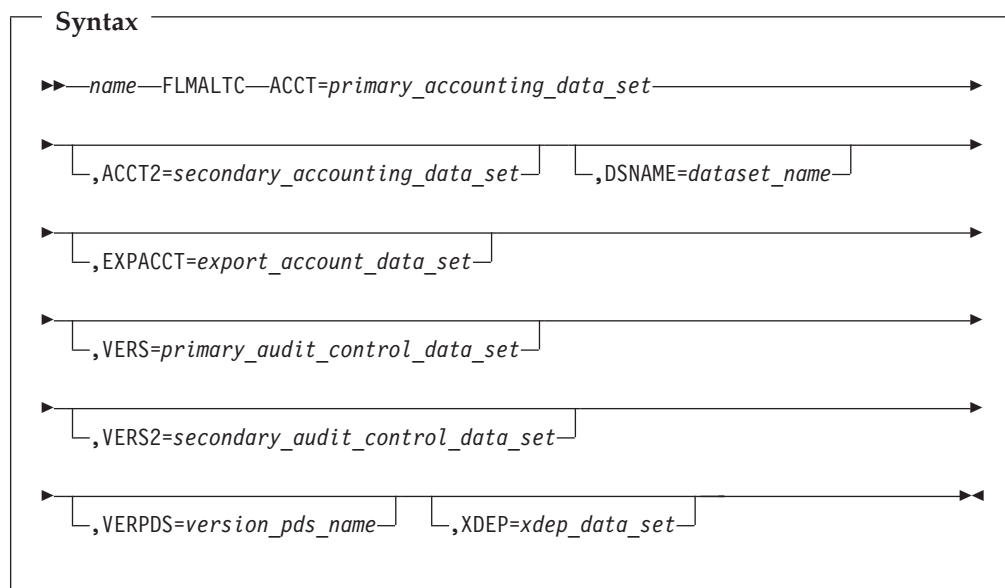 Syntax
name FLMALTC ACCT=primary_accounting_data_set
,ACCT2=secondary_accounting_data_set ,DSNAME=dataset_name
,EXPACCT=export_account_data_set
,VERS=primary_audit_control_data_set
,VERS2=secondary_audit_control_data_set
,VERPDS=version_pds_name ,XDEP=xdep_data_set